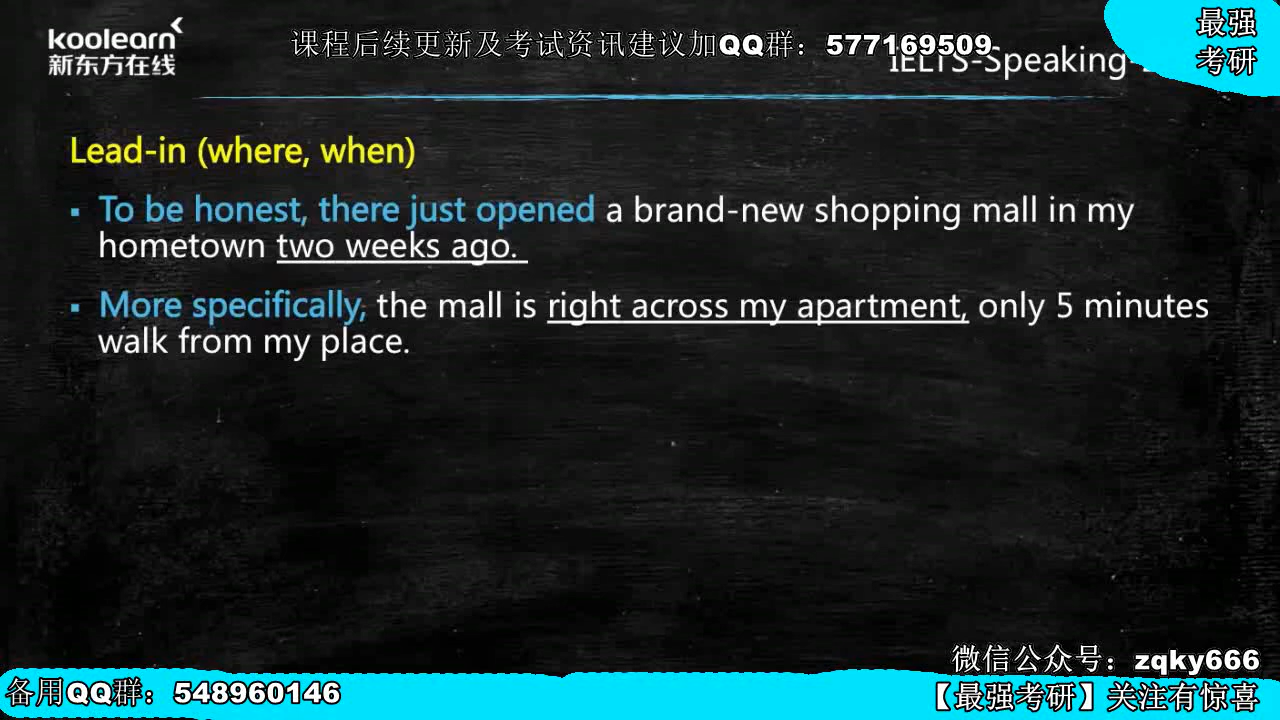 koolearn
新东方在线
课程后续更新及考试资讯建议加QQ群：577169509
IELTS-Speaking-
最强
考研
Lead-in (where, when)
▪ To be honest, there just opened a brand-new shopping mall in my
hometown two weeks ago.
▪ More specifically, the mall is right across my apartment, only 5 minutes
walk from my place.
微信公众号：zqky666
备用QQ群：548960146
【最强考研】关注有惊喜